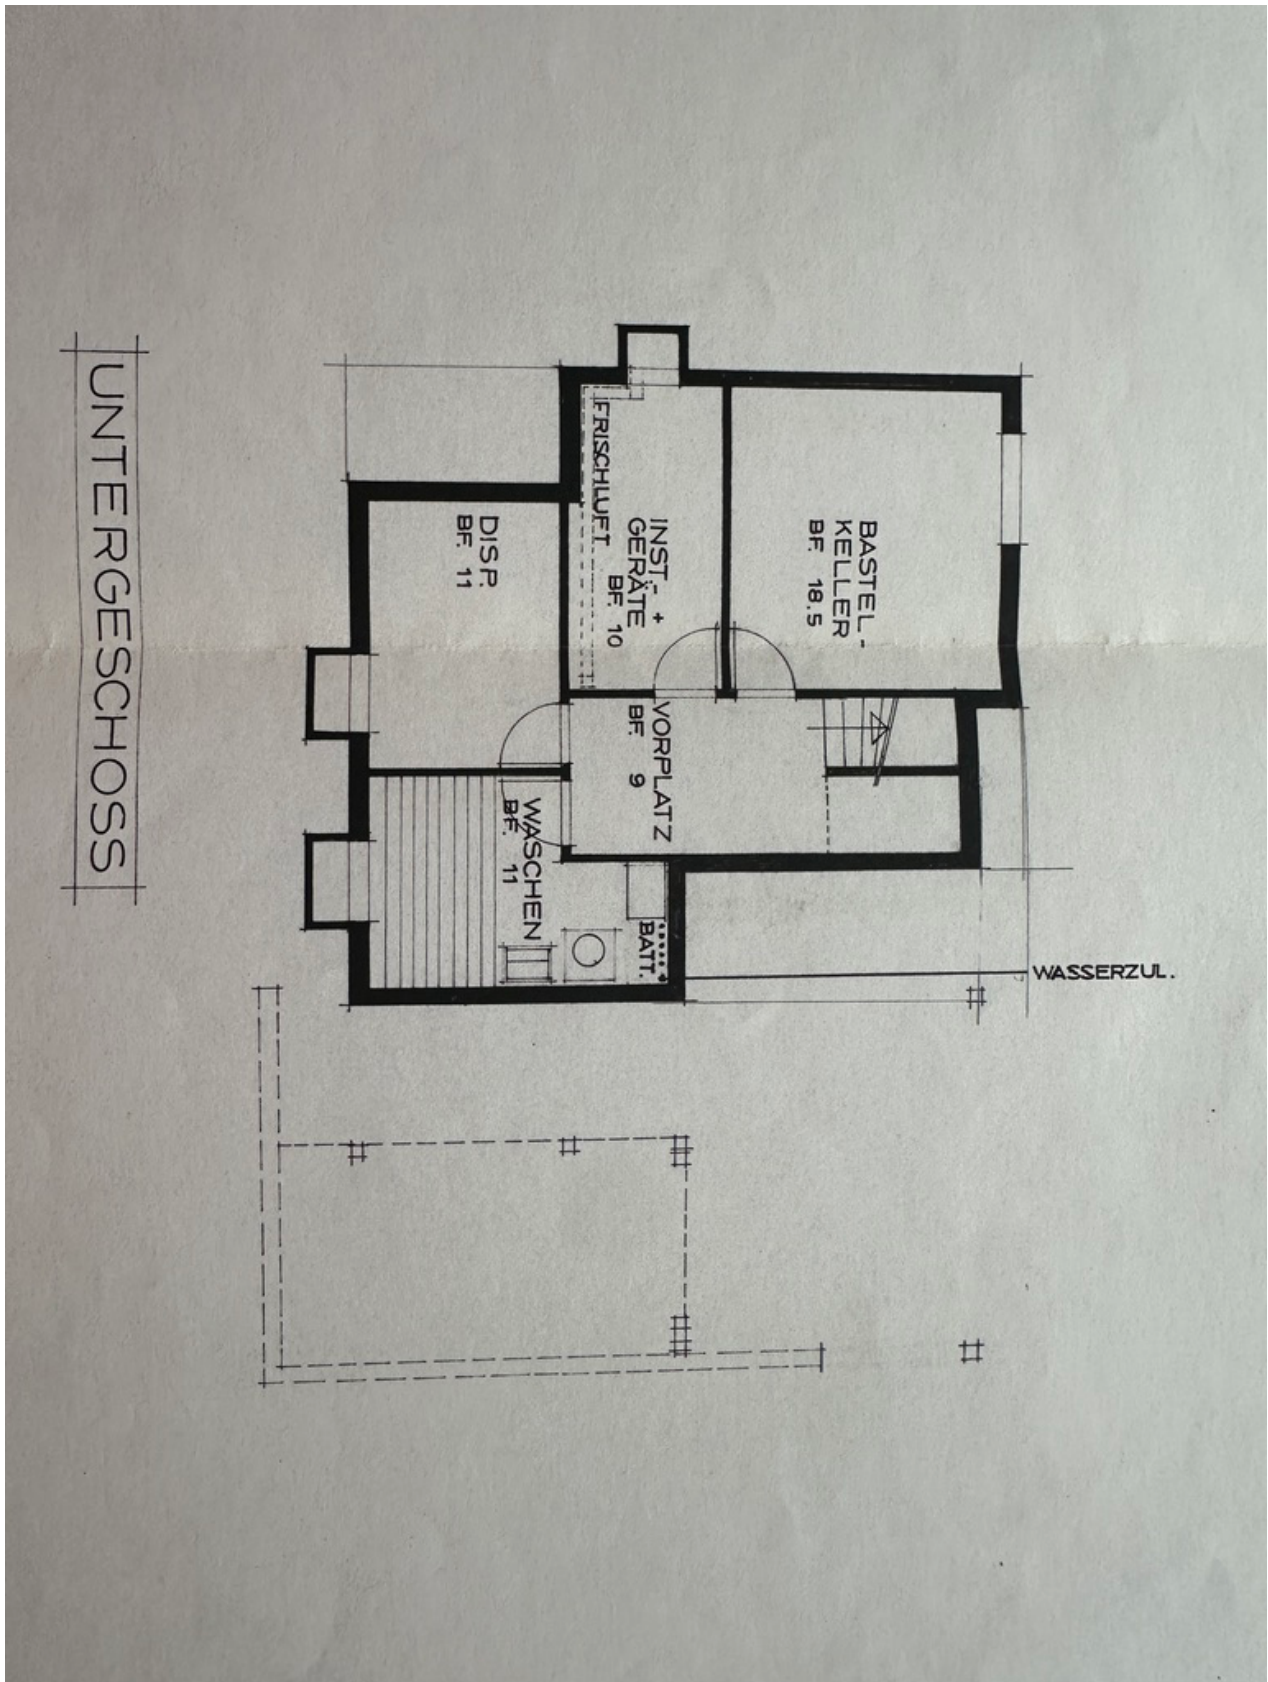 BASTEL-
KELLER
BF. 18.5
INST.- +
GERÄTE
BF. 10
FRISCHLUFT
VORPLATZ
BF. 9
DISP.
BF. 11
WASCHEN
BF. 11
BATT.
WASSERZUL.
UNTERGESCHOSS